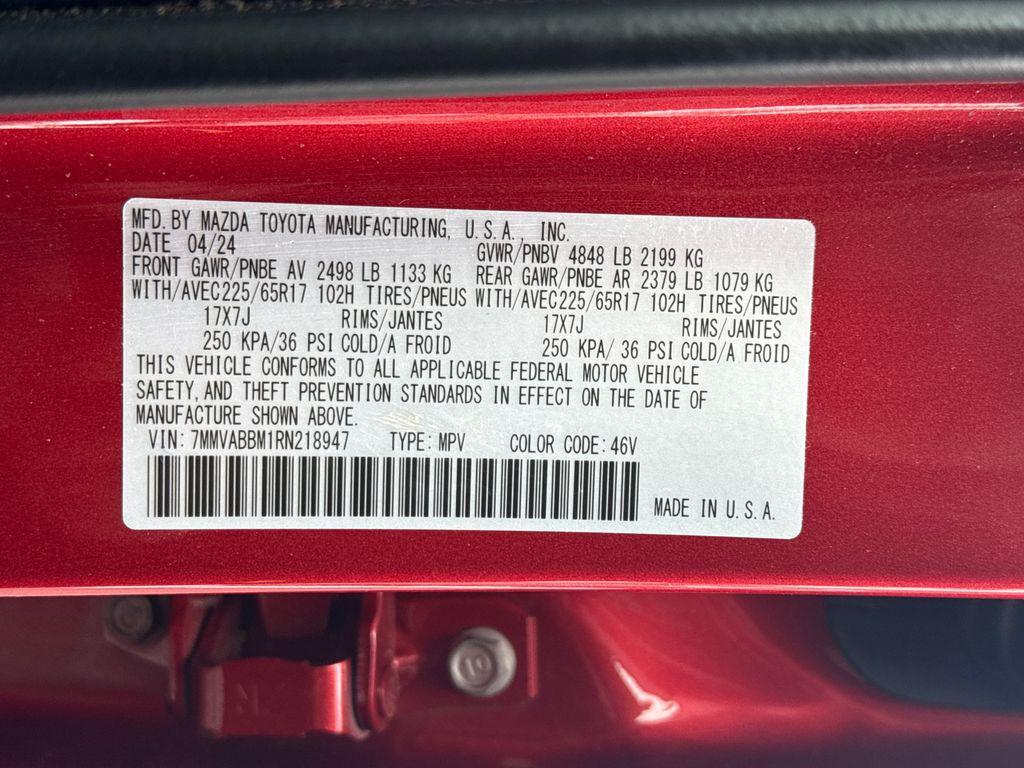 MFD. BY MAZDA TOYOTA MANUFACTURING, U.S.A., INC.
DATE 04/24 GVWR/PNBV 4848 LB 2199 KG
FRONT GAWR/PNBE AV 2498 LB 1133 KG REAR GAWR/PNBE AR 2379 LB 1079 KG
WITH/AVEC225/65R17 102H TIRES/PNEUS WITH/AVEC225/65R17 102H TIRES/PNEUS
17X7J RIMS/JANTES 17X7J RIMS/JANTES
250 KPA/36 PSI COLD/A FROID 250 KPA/ 36 PSI COLD/A FROID
THIS VEHICLE CONFORMS TO ALL APPLICABLE FEDERAL MOTOR VEHICLE
SAFETY, AND THEFT PREVENTION STANDARDS IN EFFECT ON THE DATE OF
MANUFACTURE SHOWN ABOVE.
VIN: 7MMVABBM1RN218947 TYPE: MPV COLOR CODE: 46V
MADE IN U.S.A.
10